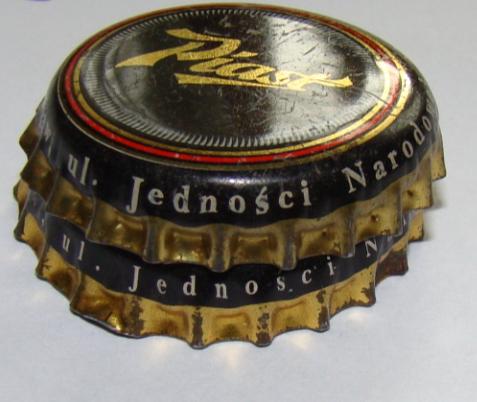 Piast
ul. Jedności Narodo
ul. Jedności N